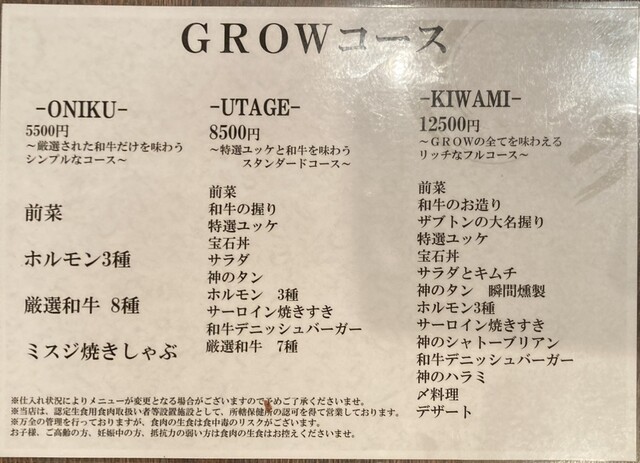 GROWコース
-ONIKU-
5500円
～厳選された和牛だけを味わう
シンプルなコース～
前菜
ホルモン3種
厳選和牛 8種
ミスジ焼きしゃぶ
-UTAGE-
8500円
～特選ユッケと和牛を味わう
スタンダードコース～
前菜
和牛の握り
特選ユッケ
宝石丼
サラダ
神のタン
ホルモン 3種
サーロイン焼きすき
和牛デニッシュバーガー
厳選和牛 7種
-KIWAMI-
12500円
～GROWの全てを味わえる
リッチなフルコース～
前菜
和牛のお造り
ザブトンの大名握り
特選ユッケ
宝石丼
サラダとキムチ
神のタン 瞬間燻製
ホルモン3種
サーロイン焼きすき
神のシャトーブリアン
和牛デニッシュバーガー
神のハラミ
〆料理
デザート
※仕入れ状況によりメニューが変更となる場合がございますので予めご了承くださいませ。
※当店は、認定生食用食肉取扱い者等設置施設として、所轄保健所の認可を得て営業しております。
※万全の管理を行っておりますが、食肉の生食は食中毒のリスクがございます。
お子様、ご高齢の方、妊娠中の方、抵抗力の弱い方は食肉の生食はお控えくださいませ。